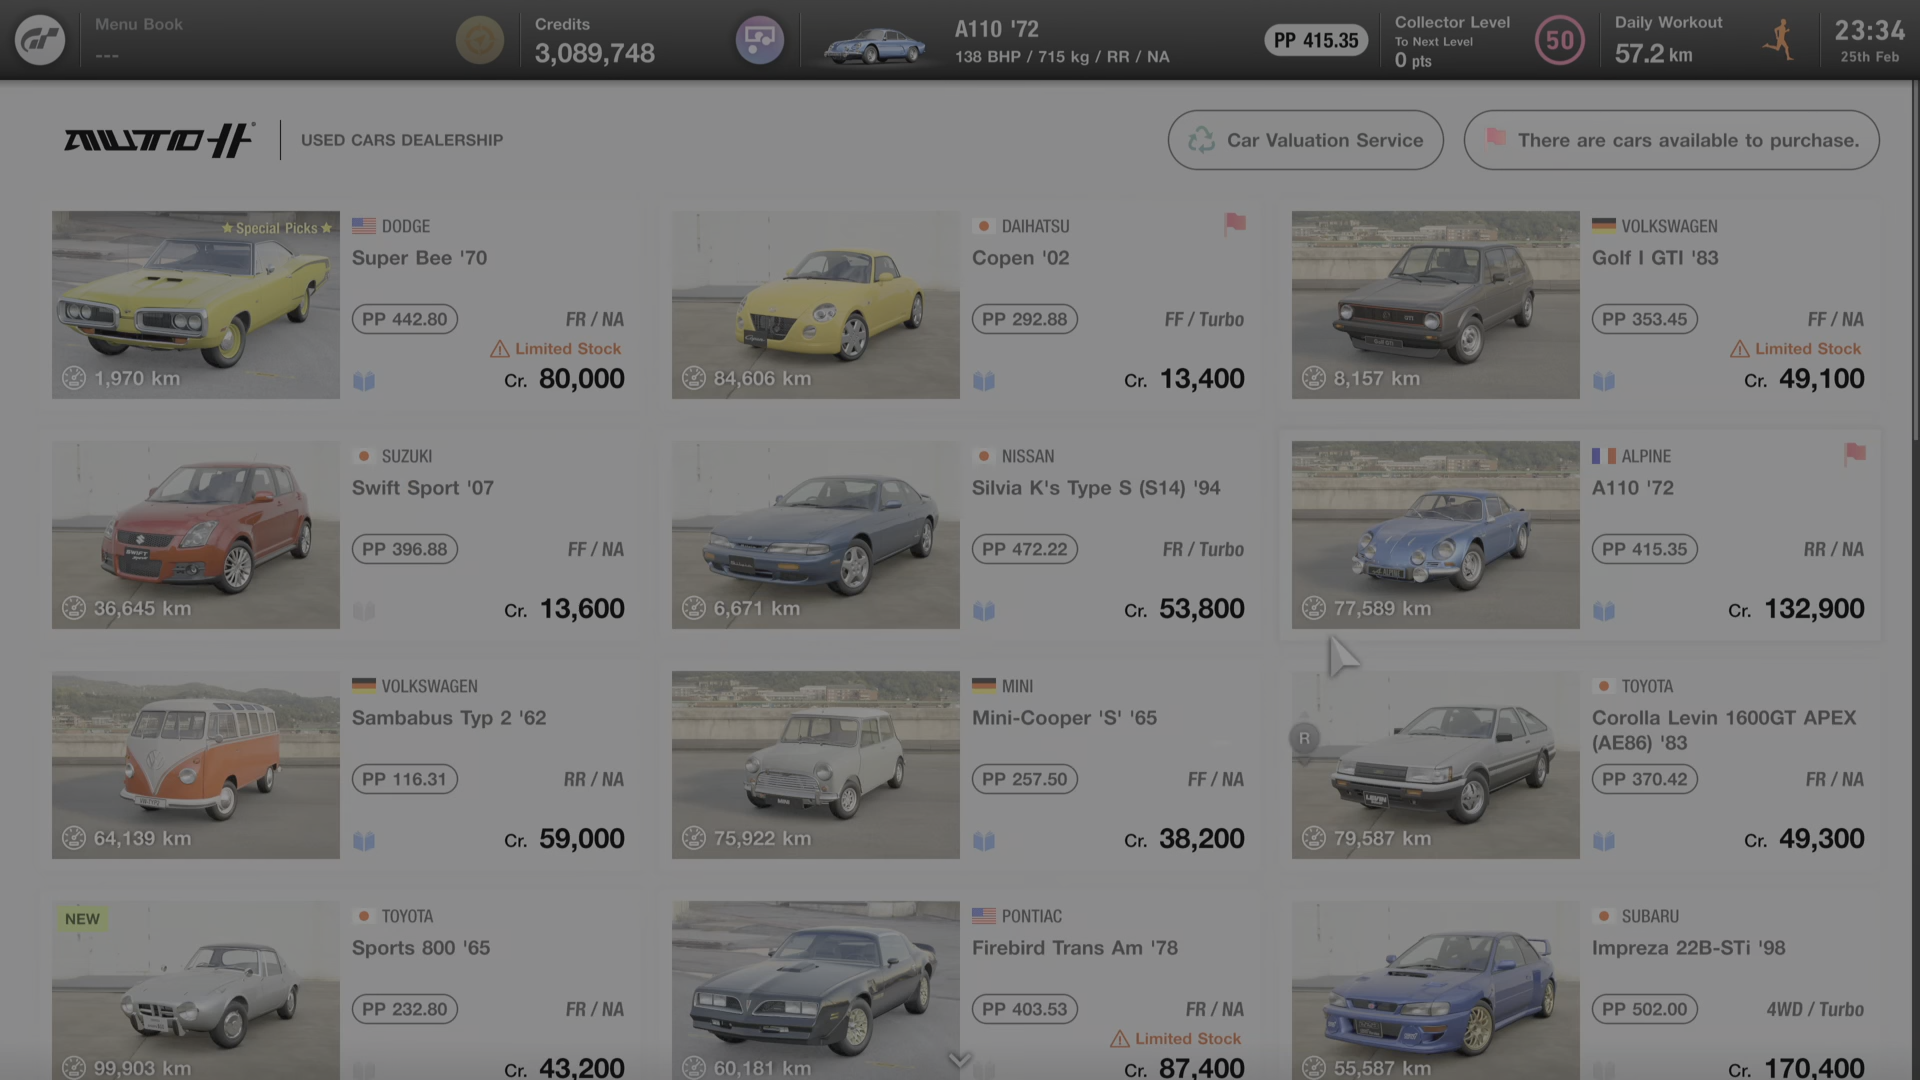 Menu Book
---
Credits
3,089,748
A110 '72
138 BHP / 715 kg / RR / NA
PP 415.35
Collector Level
To Next Level
0 pts
50
Daily Workout
57.2 km
23:34
25th Feb
AUTO
USED CARS DEALERSHIP
Car Valuation Service
There are cars available to purchase.
Special Picks
1,970 km
DODGE
Super Bee '70
PP 442.80
FR / NA
Limited Stock
Cr. 80,000
84,606 km
DAIHATSU
Copen '02
PP 292.88
FF / Turbo
Cr. 13,400
8,157 km
VOLKSWAGEN
Golf I GTI '83
PP 353.45
FF / NA
Limited Stock
Cr. 49,100
36,645 km
SUZUKI
Swift Sport '07
PP 396.88
FF / NA
Cr. 13,600
6,671 km
NISSAN
Silvia K's Type S (S14) '94
PP 472.22
FR / Turbo
Cr. 53,800
77,589 km
ALPINE
A110 '72
PP 415.35
RR / NA
Cr. 132,900
64,139 km
VOLKSWAGEN
Sambabus Typ 2 '62
PP 116.31
RR / NA
Cr. 59,000
75,922 km
MINI
Mini-Cooper 'S' '65
PP 257.50
FF / NA
Cr. 38,200
R
LEVIN
79,587 km
TOYOTA
Corolla Levin 1600GT APEX
(AE86) '83
PP 370.42
FR / NA
Cr. 49,300
NEW
99,903 km
TOYOTA
Sports 800 '65
PP 232.80
FR / NA
Cr. 43,200
60,181 km
PONTIAC
Firebird Trans Am '78
PP 403.53
FR / NA
Limited Stock
Cr. 87,400
55,587 km
SUBARU
Impreza 22B-STi '98
PP 502.00
4WD / Turbo
Cr. 170,400